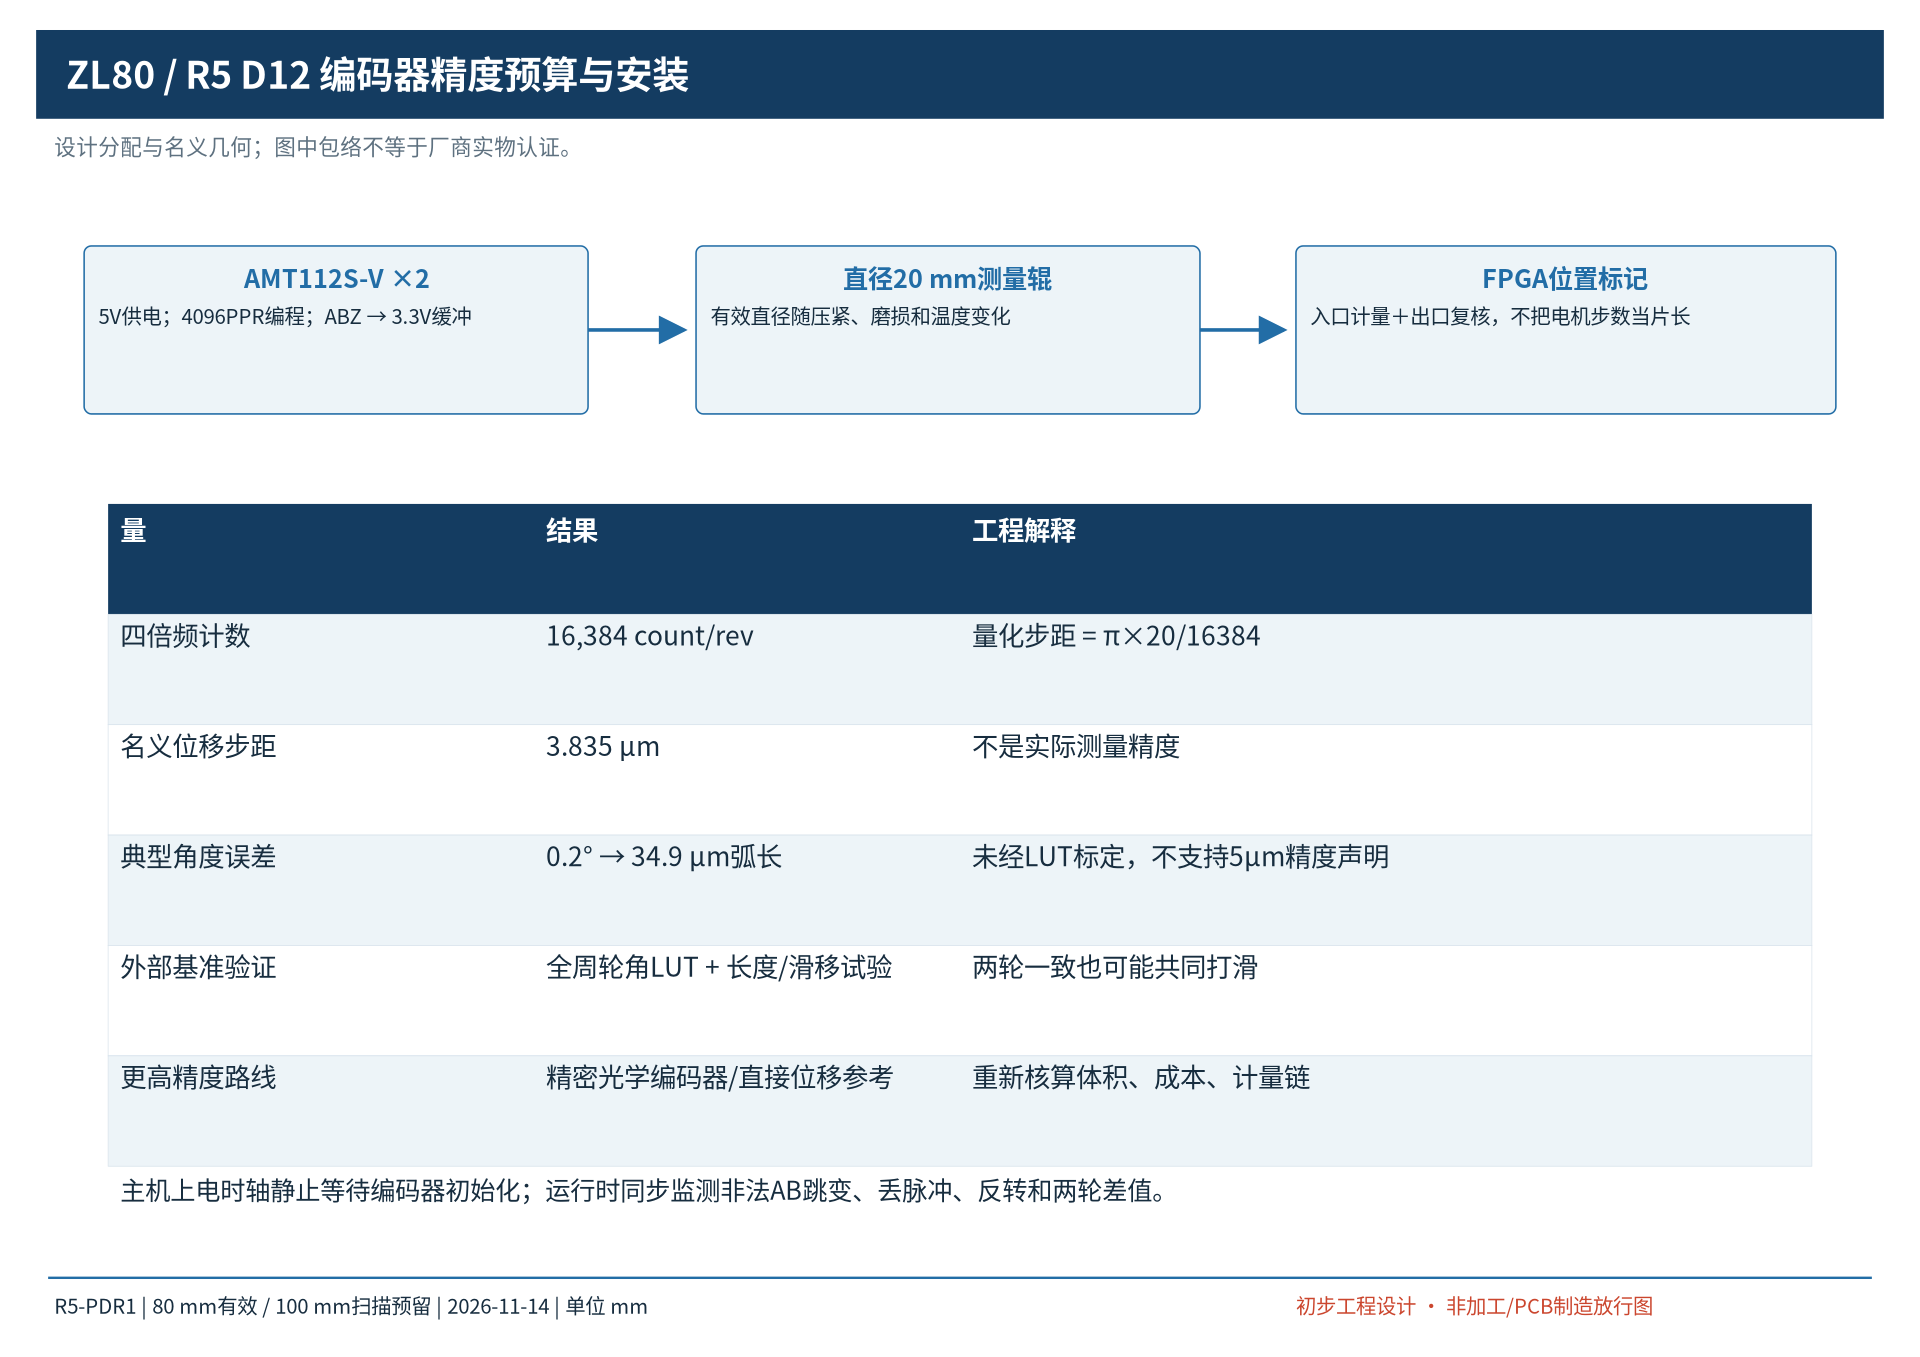 ZL80 / R5 D12 编码器精度预算与安装
设计分配与名义几何；图中包络不等于厂商实物认证。
AMT112S-V ×2
5V供电；4096PPR编程；ABZ → 3.3V缓冲
直径20 mm测量辊
有效直径随压紧、磨损和温度变化
FPGA位置标记
入口计量＋出口复核，不把电机步数当片长
量 结果 工程解释
四倍频计数 16,384 count/rev 量化步距 = π×20/16384
名义位移步距 3.835 μm 不是实际测量精度
典型角度误差 0.2° → 34.9 μm弧长 未经LUT标定，不支持5μm精度声明
外部基准验证 全周轮角LUT + 长度/滑移试验 两轮一致也可能共同打滑
更高精度路线 精密光学编码器/直接位移参考 重新核算体积、成本、计量链
主机上电时轴静止等待编码器初始化；运行时同步监测非法AB跳变、丢脉冲、反转和两轮差值。
R5-PDR1 | 80 mm有效 / 100 mm扫描预留 | 2026-11-14 | 单位 mm
初步工程设计 · 非加工/PCB制造放行图